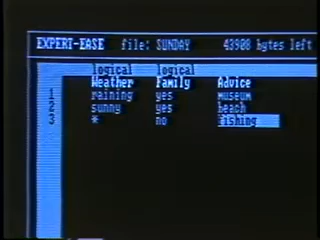 EXPERT-EASE file: SUNDAY 43908 bytes left
logical logical
Weather Family Advice
1 raining yes museum
2 sunny yes beach
3 * no fishing